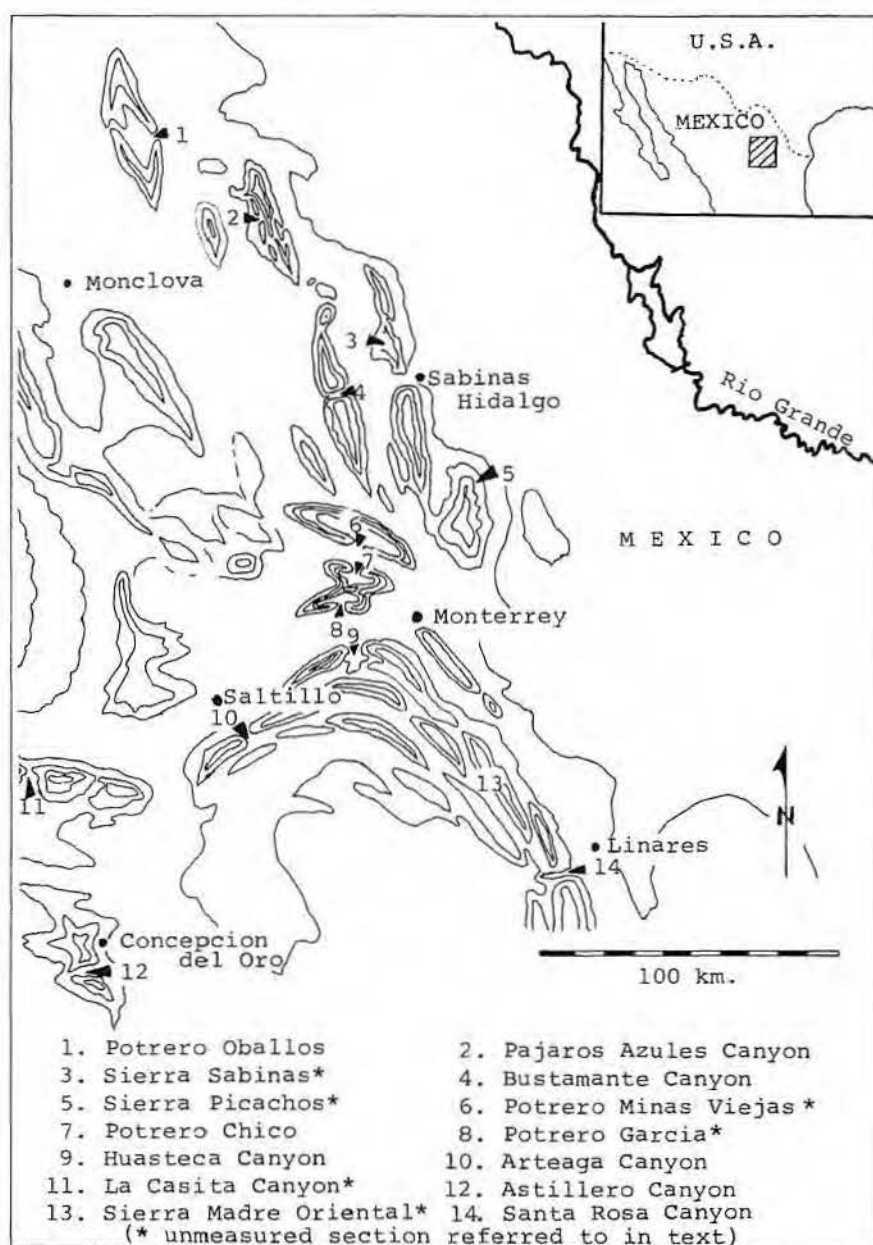 U.S.A.
MEXICO
1
2
Monclova
3
Sabinas
Hidalgo
4
Rio Grande
5
6
MEXICO
7
Monterrey
8
9
Saltillo
10
13
11
N
Linares
14
Concepcion
del Oro
12
100 km.
1. Potrero Oballos
2. Pajaros Azules Canyon
3. Sierra Sabinas*
4. Bustamante Canyon
5. Sierra Picachos*
6. Potrero Minas Viejas*
7. Potrero Chico
8. Potrero Garcia*
9. Huasteca Canyon
10. Arteaga Canyon
11. La Casita Canyon*
12. Astillero Canyon
13. Sierra Madre Oriental*
14. Santa Rosa Canyon
(* unmeasured section referred to in text)